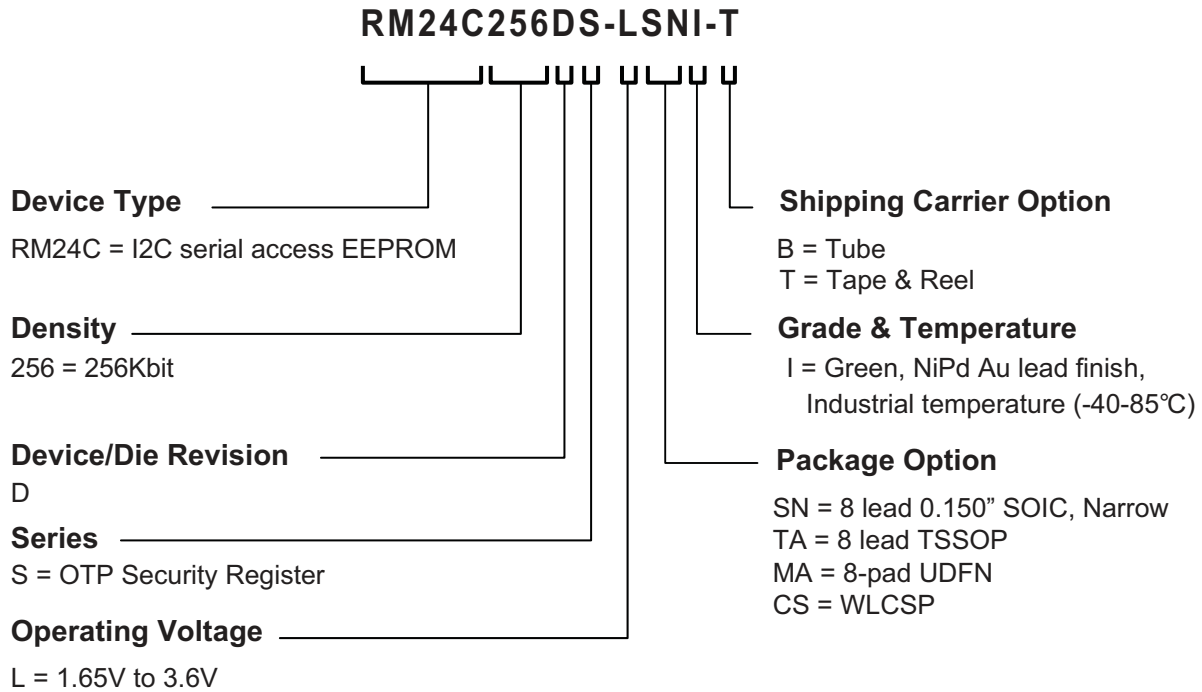 RM24C256DS-LSNI-T
Device Type
RM24C = I2C serial access EEPROM
Density
256 = 256Kbit
Device/Die Revision
D
Series
S = OTP Security Register
Operating Voltage
L = 1.65V to 3.6V
Shipping Carrier Option
B = Tube
T = Tape & Reel
Grade & Temperature
I = Green, NiPd Au lead finish,
Industrial temperature (-40-85°C)
Package Option
SN = 8 lead 0.150” SOIC, Narrow
TA = 8 lead TSSOP
MA = 8-pad UDFN
CS = WLCSP